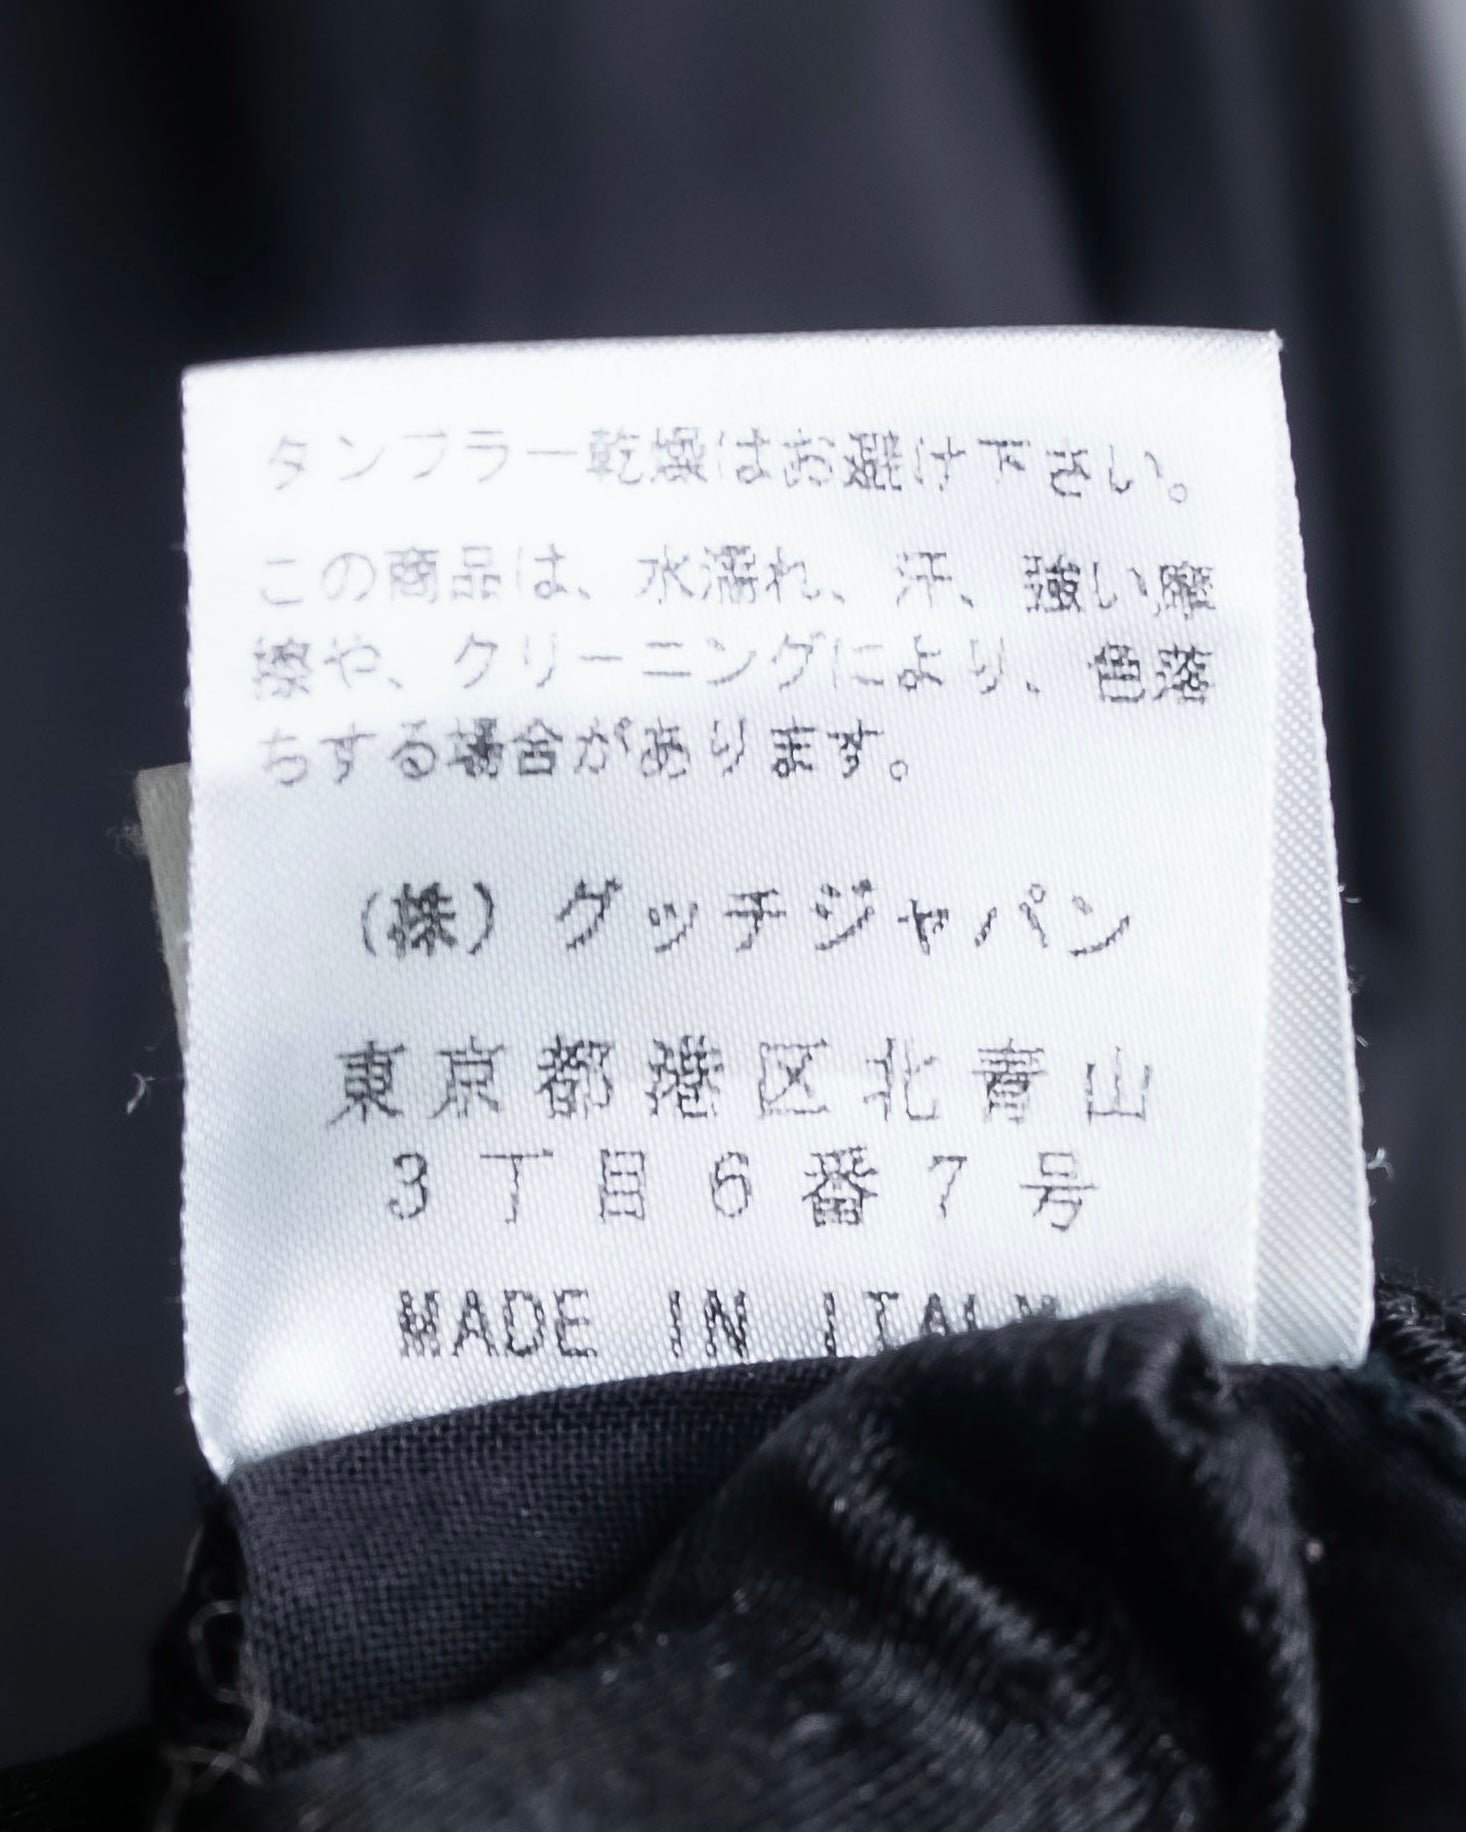 タンブラー乾燥はお避け下さい。
この商品は、水濡れ、汗、強い摩
擦や、クリーニングにより、色落
ちする場合があります。
(株) グッチジャパン
東京都港区北青山
3丁目6番7号
MADE IN ITALY